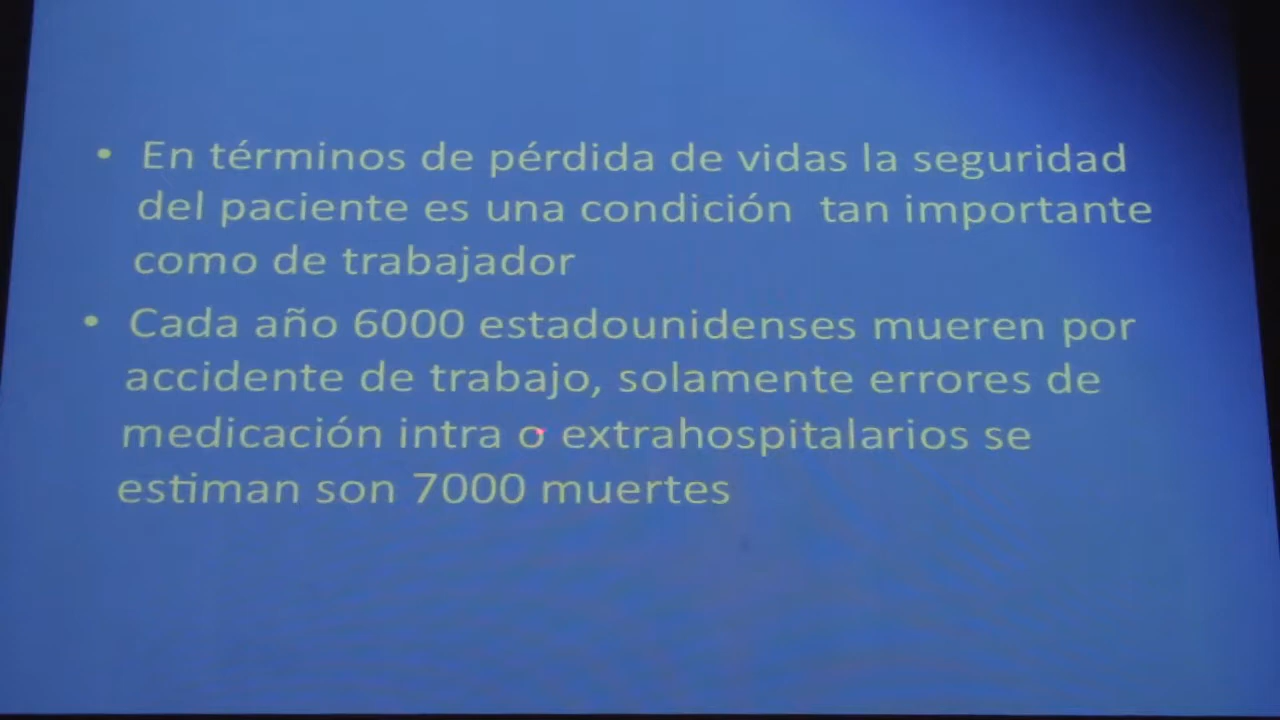 • En términos de pérdida de vidas la seguridad
del paciente es una condición tan importante
como de trabajador
• Cada año 6000 estadounidenses mueren por
accidente de trabajo, solamente errores de
medicación intra o extrahospitalarios se
estiman son 7000 muertes